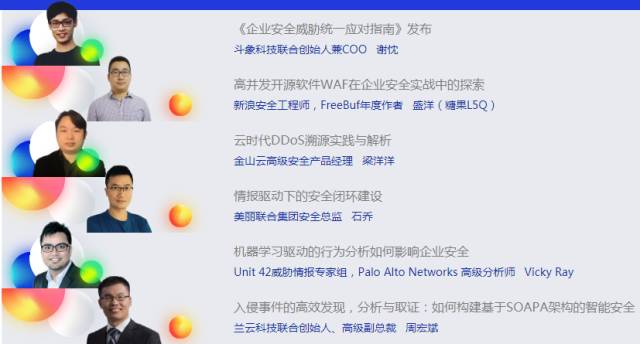 《企业安全威胁统一应对指南》发布
斗象科技联合创始人兼COO 谢忱
高并发开源软件WAF在企业安全实战中的探索
新浪安全工程师，FreeBuf年度作者 盛洋（糖果L5Q）
云时代DDoS溯源实践与解析
金山云高级安全产品经理 梁洋洋
情报驱动下的安全闭环建设
美丽联合集团安全总监 石乔
机器学习驱动的行为分析如何影响企业安全
Unit 42威胁情报专家组，Palo Alto Networks 高级分析师 Vicky Ray
入侵事件的高效发现，分析与取证：如何构建基于SOAPA架构的智能安全
兰云科技联合创始人、高级副总裁 周宏斌